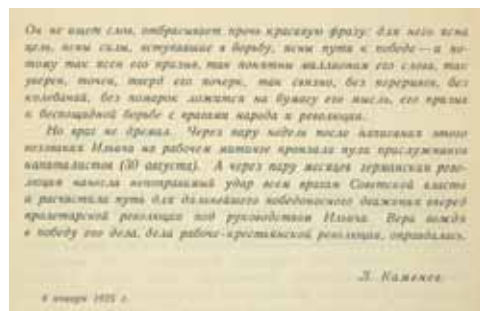 Он не ищет слов, отбрасывает прочь красивую фразу: для него ясна
цель, ясны силы, вступившие в борьбу, ясны пути к победе — и по-
тому так ясен его призыв, так понятны миллионам его слова, так
уверен, точен, тверд его почерк, так связно, без перерывов, без
колебаний, без помарок ложится на бумагу его мысль, его призыв
к беспощадной борьбе с врагами народа и революции.
Но враг не дремал. Через пару недель после написания этого
воззвания Ильича на рабочем митинге пронзила пуля прислужников
капиталистов (30 августа). А через пару месяцев германская рево-
люция нанесла непоправимый удар всем врагам Советской власти
и расчистила путь для дальнейшего победоносного движения вперед
пролетарской революции под руководством Ильича. Вера вождя
в победу его дела, дела рабоче-крестьянской революции, оправдалась.
Л. Каменев.
января 1925 г.